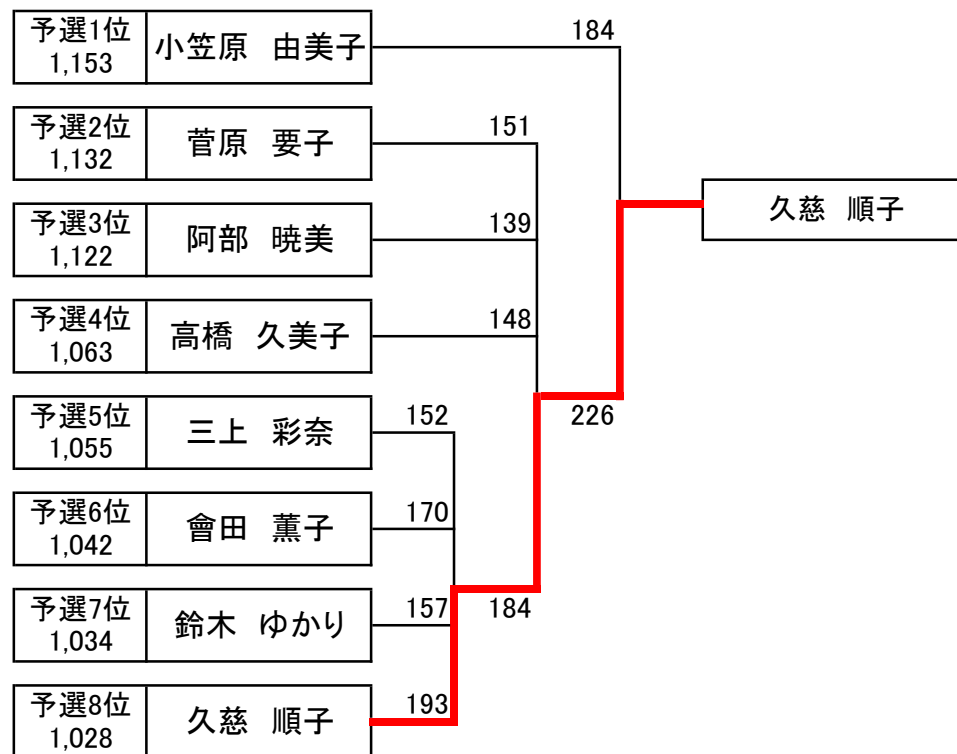 予選1位
1,153
小笠原 由美子
184
予選2位
1,132
菅原 要子
151
予選3位
1,122
阿部 暁美
139
久慈 順子
予選4位
1,063
高橋 久美子
148
予選5位
1,055
三上 彩奈
152
226
予選6位
1,042
會田 薫子
170
予選7位
1,034
鈴木 ゆかり
157
184
予選8位
1,028
久慈 順子
193